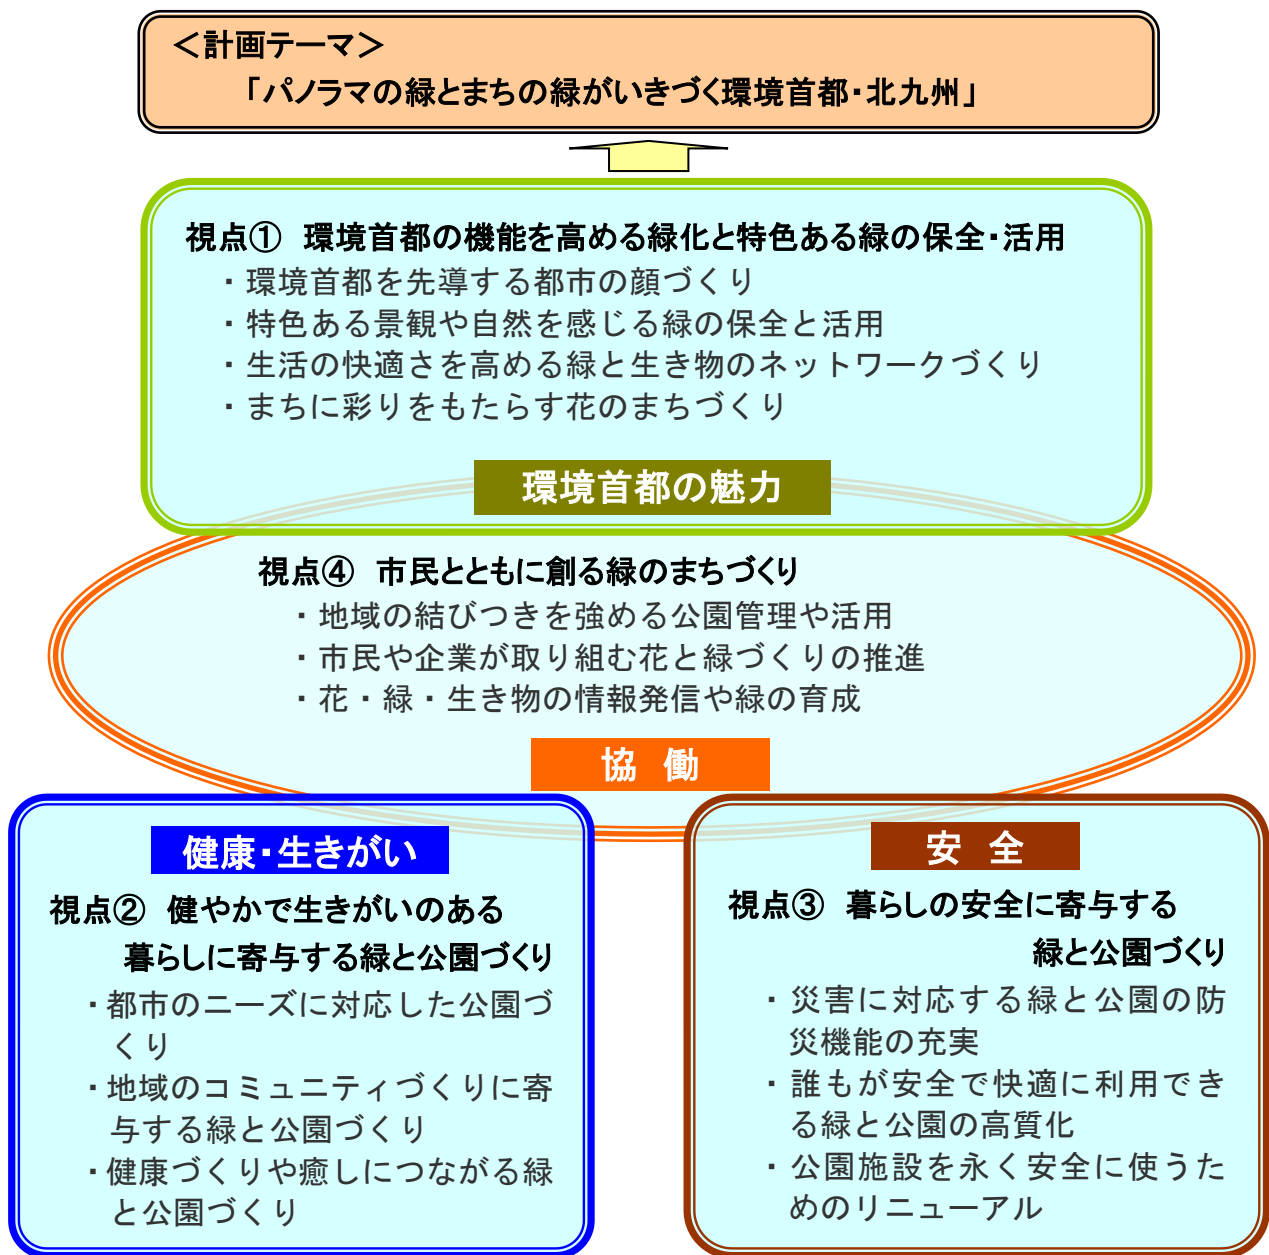 ＜計画テーマ＞
「パノラマの緑とまちの緑がいきづく環境首都・北九州」
視点①　環境首都の機能を高める緑化と特色ある緑の保全・活用
・環境首都を先導する都市の顔づくり
・特色ある景観や自然を感じる緑の保全と活用
・生活の快適さを高める緑と生き物のネットワークづくり
・まちに彩りをもたらす花のまちづくり
環境首都の魅力
視点④　市民とともに創る緑のまちづくり
・地域の結びつきを強める公園管理や活用
・市民や企業が取り組む花と緑づくりの推進
・花・緑・生き物の情報発信や緑の育成
協　働
健康・生きがい
視点②　健やかで生きがいのある
暮らしに寄与する緑と公園づくり
・都市のニーズに対応した公園づ
くり
・地域のコミュニティづくりに寄
与する緑と公園づくり
・健康づくりや癒しにつながる緑
と公園づくり
安　全
視点③　暮らしの安全に寄与する
緑と公園づくり
・災害に対応する緑と公園の防
災機能の充実
・誰もが安全で快適に利用でき
る緑と公園の高質化
・公園施設を永く安全に使うた
めのリニューアル